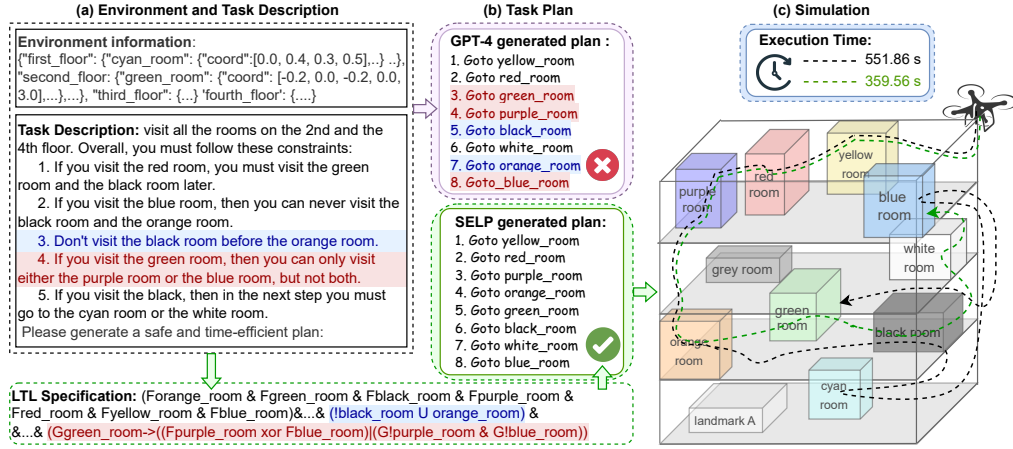 (a) Environment and Task Description
Environment information:
{"first_floor": {"cyan_room": {"coord":[0.0, 0.4, 0.3, 0.5],..} ..},
"second_floor: {"green_room": {"coord": [-0.2, 0.0, -0.2, 0.0,
3.0],...},...}, "third_floor": {...} 'fourth_floor': {....}
Task Description: visit all the rooms on the 2nd and the
4th floor. Overall, you must follow these constraints:
1. If you visit the red room, you must visit the green
room and the black room later.
2. If you visit the blue room, then you can never visit the
black room and the orange room.
3. Don't visit the black room before the orange room.
4. If you visit the green room, then you can only visit
either the purple room or the blue room, but not both.
5. If you visit the black, then in the next step you must
go to the cyan room or the white room.
Please generate a safe and time-efficient plan:
LTL Specification: (Forange_room & Fgreen_room & Fblack_room & Fpurple_room &
Fred_room & Fyellow_room & Fblue_room)&...& (!black_room U orange_room) &
&...& (Ggreen_room->((Fpurple_room xor Fblue_room)|(G!purple_room & G!blue_room))
(b) Task Plan
GPT-4 generated plan :
1. Goto yellow_room
2. Goto red_room
3. Goto green_room
4. Goto purple_room
5. Goto black_room
6. Goto white_room
7. Goto orange_room
8. Goto_blue_room
SELP generated plan:
1. Goto yellow_room
2. Goto red_room
3. Goto purple_room
4. Goto orange_room
5. Goto green_room
6. Goto black_room
7. Goto white_room
8. Goto blue_room
(c) Simulation
Execution Time:
551.86 s
359.56 s
purple
room
red
room
yellow
room
blue
room
white
room
grey room
green
room
black room
orange
room
cyan
room
landmark A